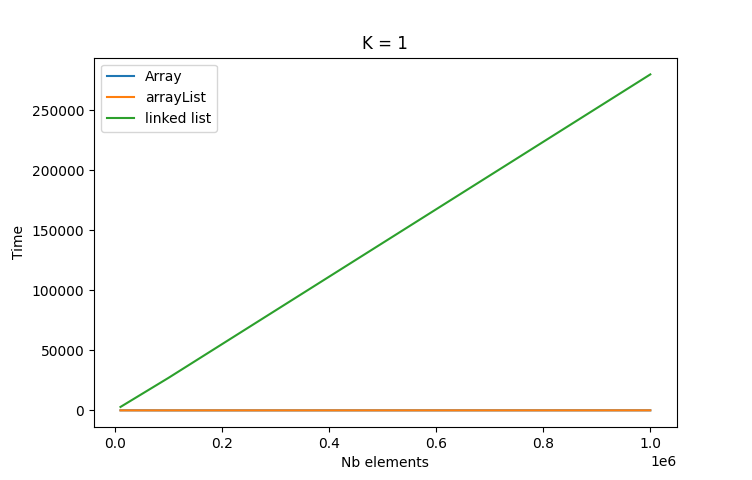 K = 1
Array
arrayList
linked list
250000
200000
150000
100000
50000
0
Time
0.0 0.2 0.4 0.6 0.8 1.0
1e6
Nb elements